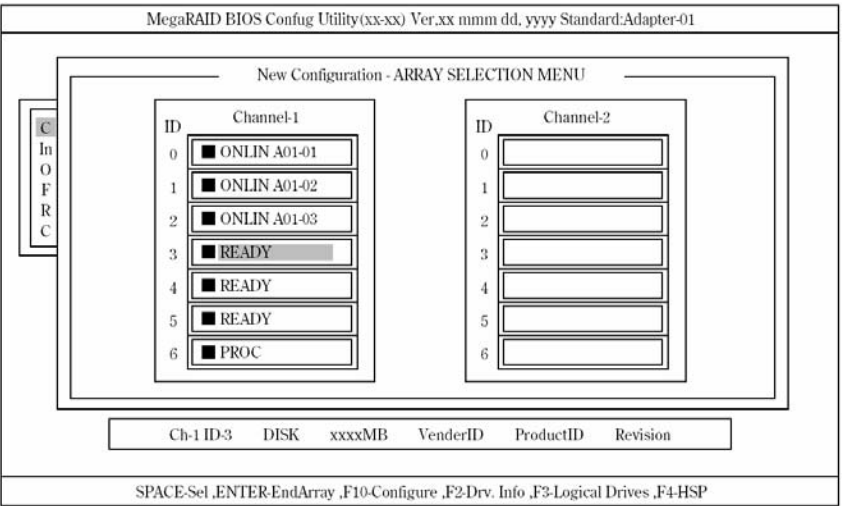 MegaRAID BIOS Confug Utility(xx-xx) Ver,xx mmm dd, yyyy Standard:Adapter-01
New Configuration - ARRAY SELECTION MENU
C
In
O
F
R
C
ID Channel-1
0 ONLIN A01-01
1 ONLIN A01-02
2 ONLIN A01-03
3 READY
4 READY
5 READY
6 PROC
ID Channel-2
0
1
2
3
4
5
6
Ch-1 ID-3 DISK xxxxMB VenderID ProductID Revision
SPACE-Sel ,ENTER-EndArray ,F10-Configure ,F2-Drv. Info ,F3-Logical Drives ,F4-HSP